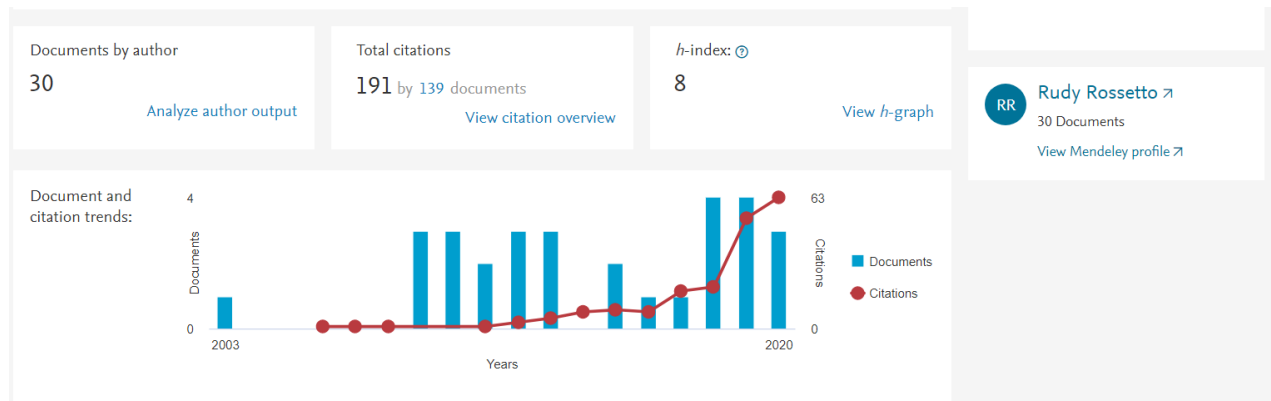 Documents by author
30
Analyze author output
Total citations
191 by 139 documents
View citation overview
h-index: ?
8
View h-graph
RR
Rudy Rossetto
30 Documents
View Mendeley profile
Document and
citation trends:
4
0
Documents
63
0
Citations
2003
2020
Years
Documents
Citations